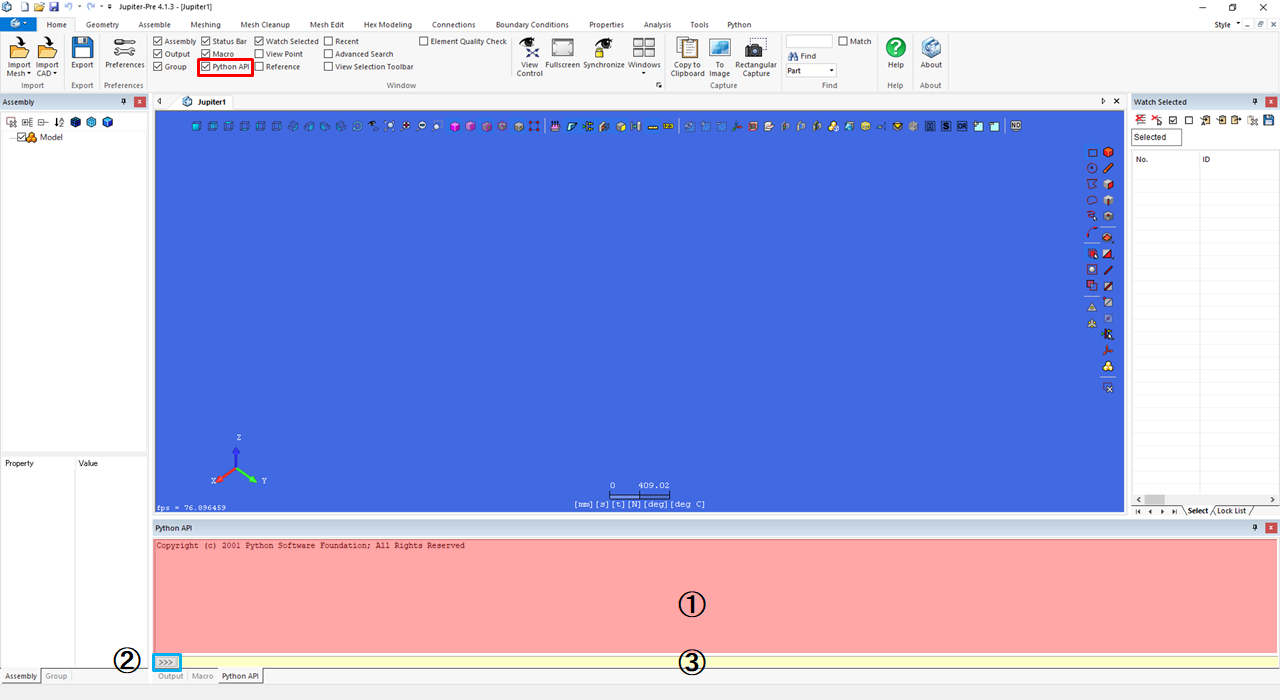 Jupiter-Pre 4.1.3 - [Jupiter1]
Home Geometry Assemble Meshing Mesh Cleanup Mesh Edit Hex Modeling Connections Boundary Conditions Properties Analysis Tools Python Style
Assembly Status Bar Watch Selected Recent Element Quality Check Match
Output Macro View Point Advanced Search Find
Group Python API Reference View Selection Toolbar Part
Import Mesh Import CAD Export Preferences View Control Fullscreen Synchronize Windows Copy to Clipboard To Image Rectangular Capture Help About
Import Export Preferences Window Capture Find Help About
Assembly Jupiter1 Watch Selected
Model
Selected
No. ID
Z
X Y
Property Value
0 409.02
[mm][s][t][N][deg][deg C]
fps = 76.896459
Select Lock List
Python API
Copyright (c) 2001 Python Software Foundation; All Rights Reserved
①
② >>> ③
Assembly Group Output Macro Python API